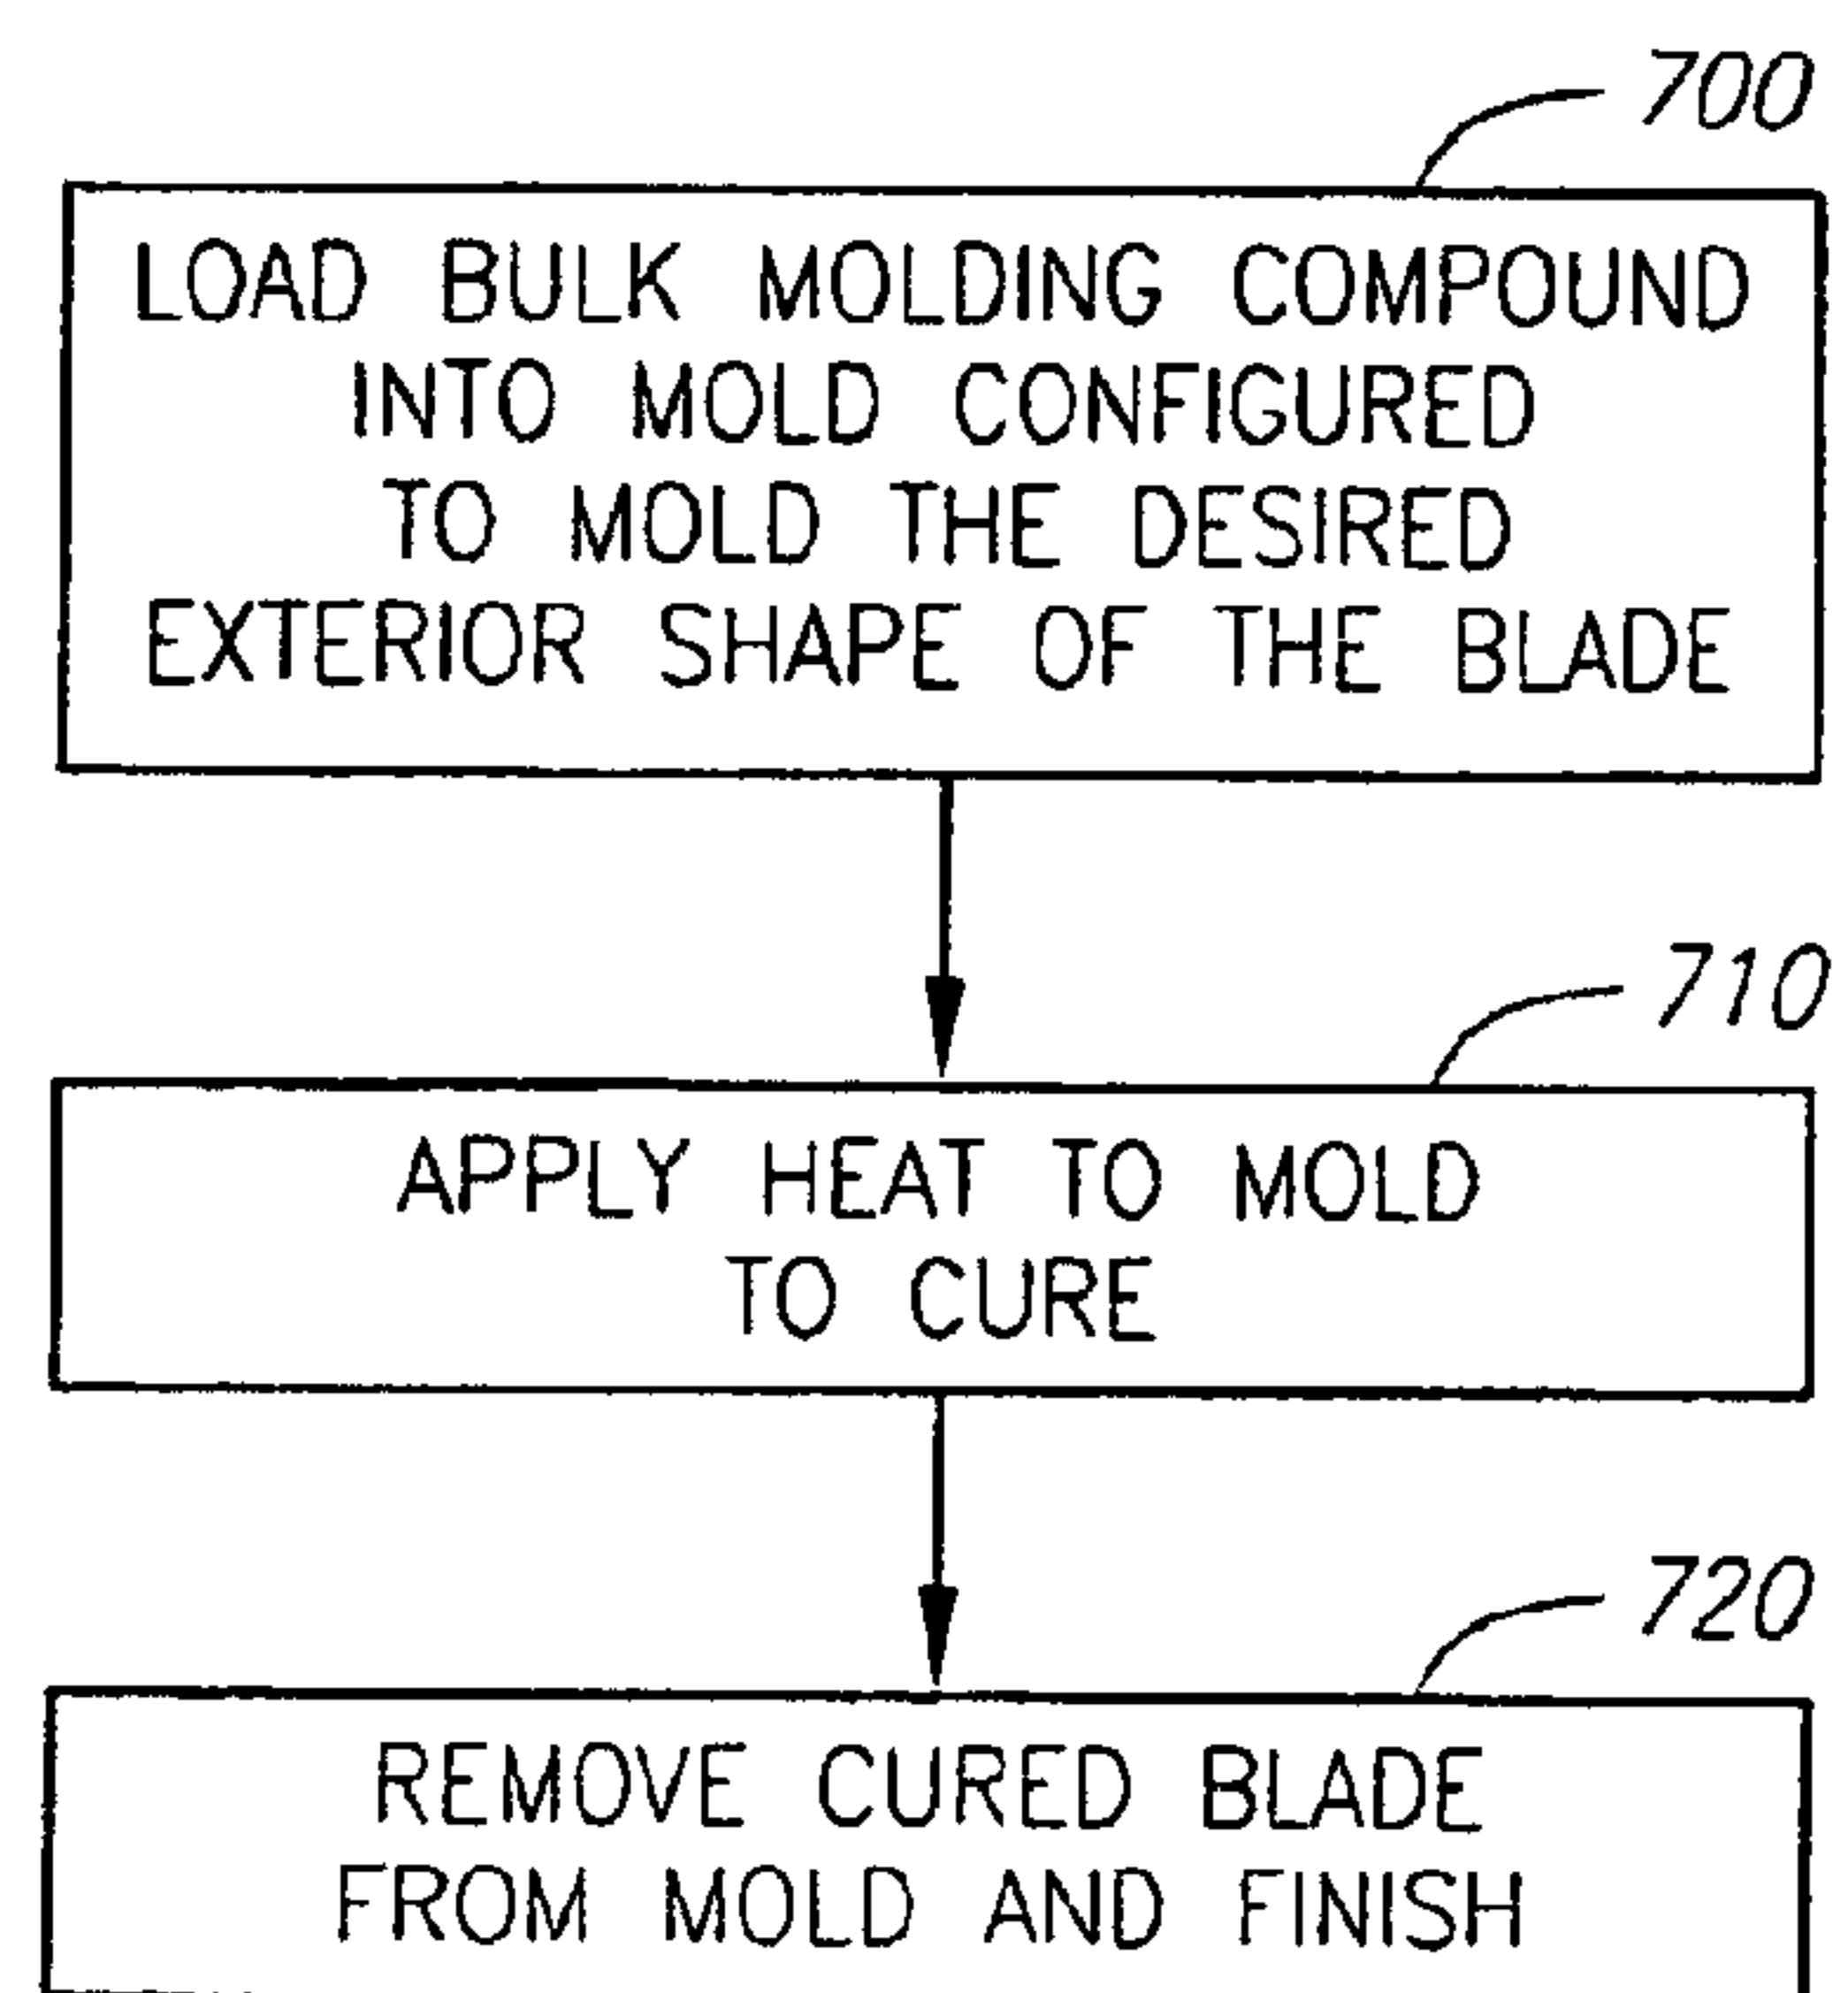 700
LOAD BULK MOLDING COMPOUND
INTO MOLD CONFIGURED
TO MOLD THE DESIRED
EXTERIOR SHAPE OF THE BLADE
710
APPLY HEAT TO MOLD
TO CURE
720
REMOVE CURED BLADE
FROM MOLD AND FINISH